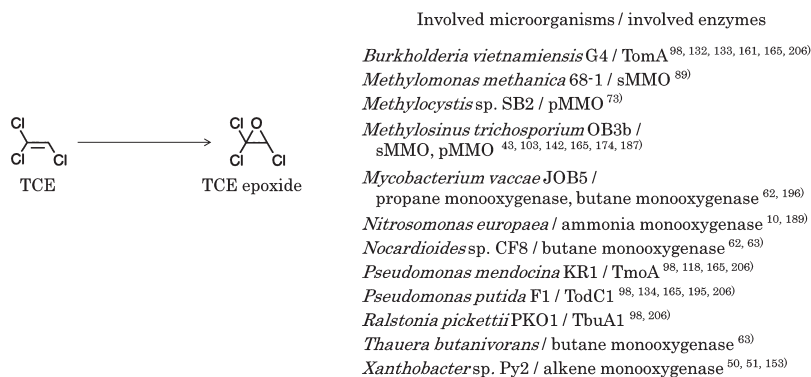 Involved microorganisms / involved enzymes
Burkholderia vietnamiensis G4 / TomA 98, 132, 133, 161, 165, 206)
Methylomonas methanica 68-1 / sMMO 89)
Methylocystis sp. SB2 / pMMO 73)
Methylosinus trichosporium OB3b /
sMMO, pMMO 43, 103, 142, 165, 174, 187)
Mycobacterium vaccae JOB5 /
propane monooxygenase, butane monooxygenase 62, 196)
Nitrosomonas europaea / ammonia monooxygenase 10, 189)
Nocardioides sp. CF8 / butane monooxygenase 62, 63)
Pseudomonas mendocina KR1 / TmoA 98, 118, 165, 206)
Pseudomonas putida F1 / TodC1 98, 134, 165, 195, 206)
Ralstonia pickettii PKO1 / TbuA1 98, 206)
Thauera butanivorans / butane monooxygenase 63)
Xanthobacter sp. Py2 / alkene monooxygenase 50, 51, 153)
Cl
Cl Cl
TCE
Cl O
Cl Cl
TCE epoxide